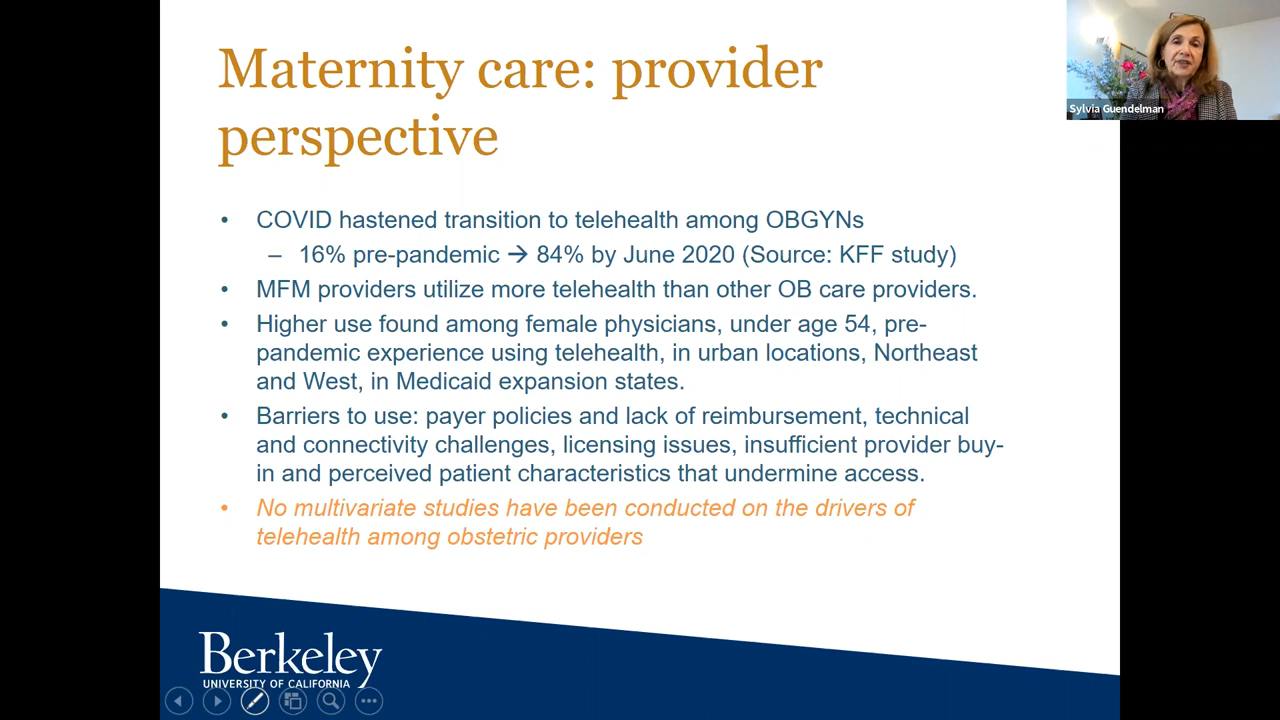 Maternity care: provider
perspective
Sylvia Guendelman
• COVID hastened transition to telehealth among OBGYNs
– 16% pre-pandemic → 84% by June 2020 (Source: KFF study)
• MFM providers utilize more telehealth than other OB care providers.
• Higher use found among female physicians, under age 54, pre-
pandemic experience using telehealth, in urban locations, Northeast
and West, in Medicaid expansion states.
• Barriers to use: payer policies and lack of reimbursement, technical
and connectivity challenges, licensing issues, insufficient provider buy-
in and perceived patient characteristics that undermine access.
• No multivariate studies have been conducted on the drivers of
telehealth among obstetric providers
Berkeley
UNIVERSITY OF CALIFORNIA